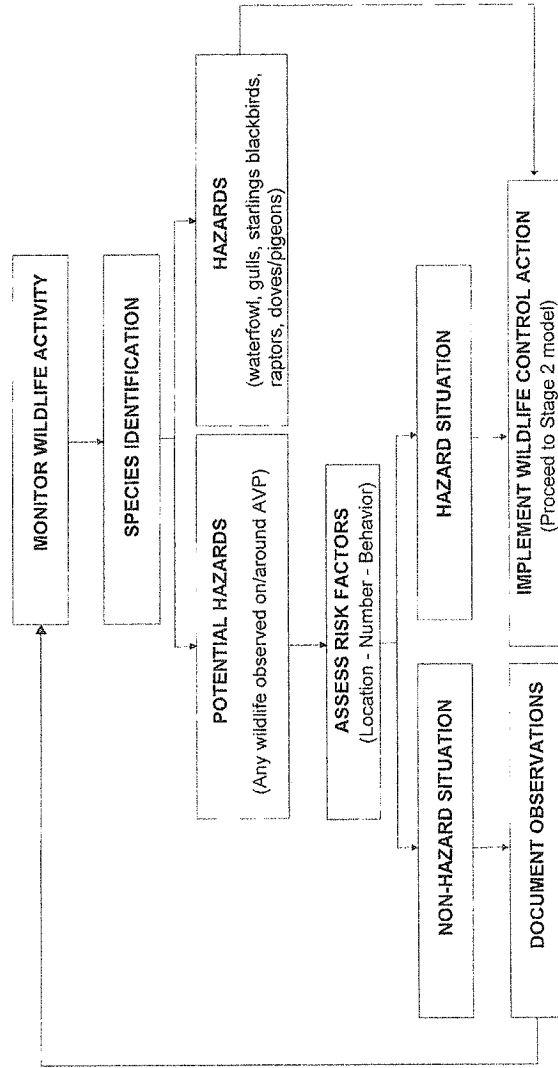 MONITOR WILDLIFE ACTIVITY
SPECIES IDENTIFICATION
POTENTIAL HAZARDS
(Any wildlife observed on/around AVP)
HAZARDS
(waterfowl, gulls, starlings blackbirds,
raptors, doves/pigeons)
ASSESS RISK FACTORS
(Location - Number - Behavior)
NON-HAZARD SITUATION
HAZARD SITUATION
DOCUMENT OBSERVATIONS
IMPLEMENT WILDLIFE CONTROL ACTION
(Proceed to Stage 2 model)